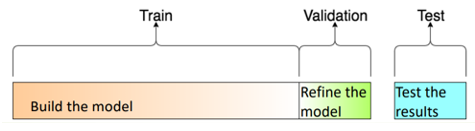 Train
Validation
Test
Build the model
Refine the
model
Test the
results